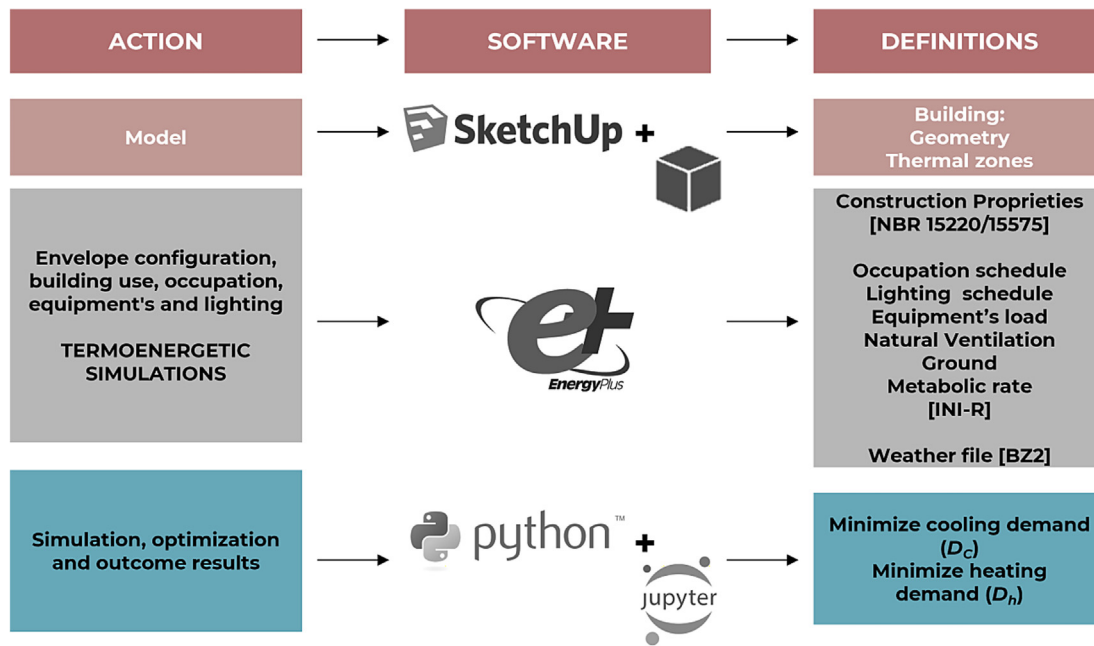 ACTION
SOFTWARE
DEFINITIONS
Model
SketchUp +
Building:
Geometry
Thermal zones
Envelope configuration,
building use, occupation,
equipment's and lighting
TERMOENERGETIC
SIMULATIONS
e+
EnergyPlus
Construction Proprieties
[NBR 15220/15575]
Occupation schedule
Lighting schedule
Equipment's load
Natural Ventilation
Ground
Metabolic rate
[INI-R]
Weather file [BZ2]
Simulation, optimization
and outcome results
python™ +
jupyter
Minimize cooling demand
(D_C)
Minimize heating
demand (D_h)